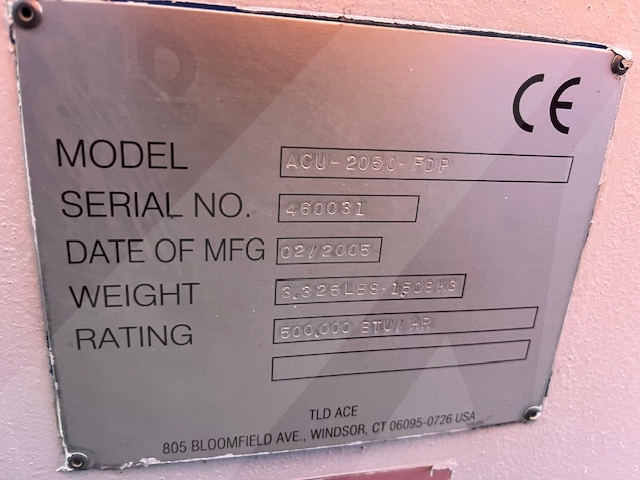 CE
MODEL ACU-2050-FDP
SERIAL NO. 460031
DATE OF MFG 02/2005
WEIGHT 3,325LBS-1508KG
RATING 500,000 BTU/HR
TLD ACE
805 BLOOMFIELD AVE., WINDSOR, CT 06095-0726 USA